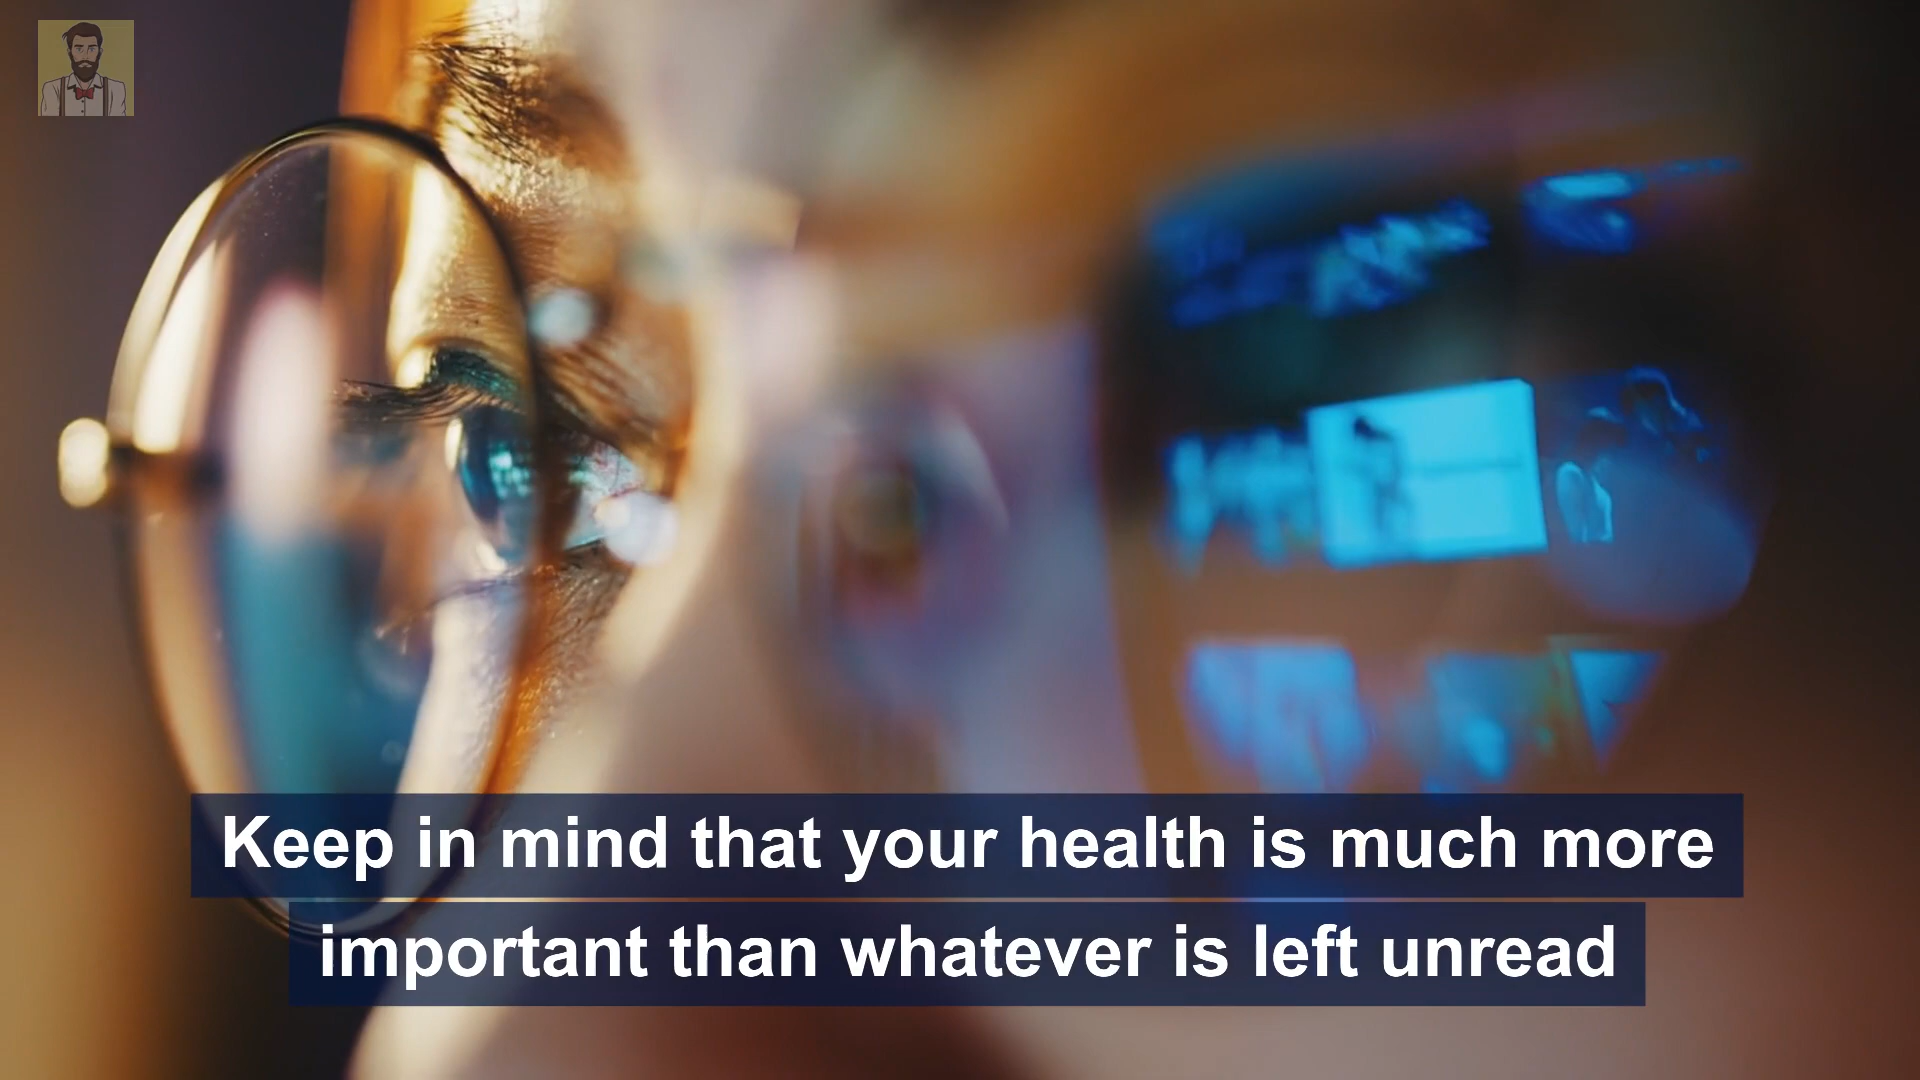 Keep in mind that your health is much more
important than whatever is left unread